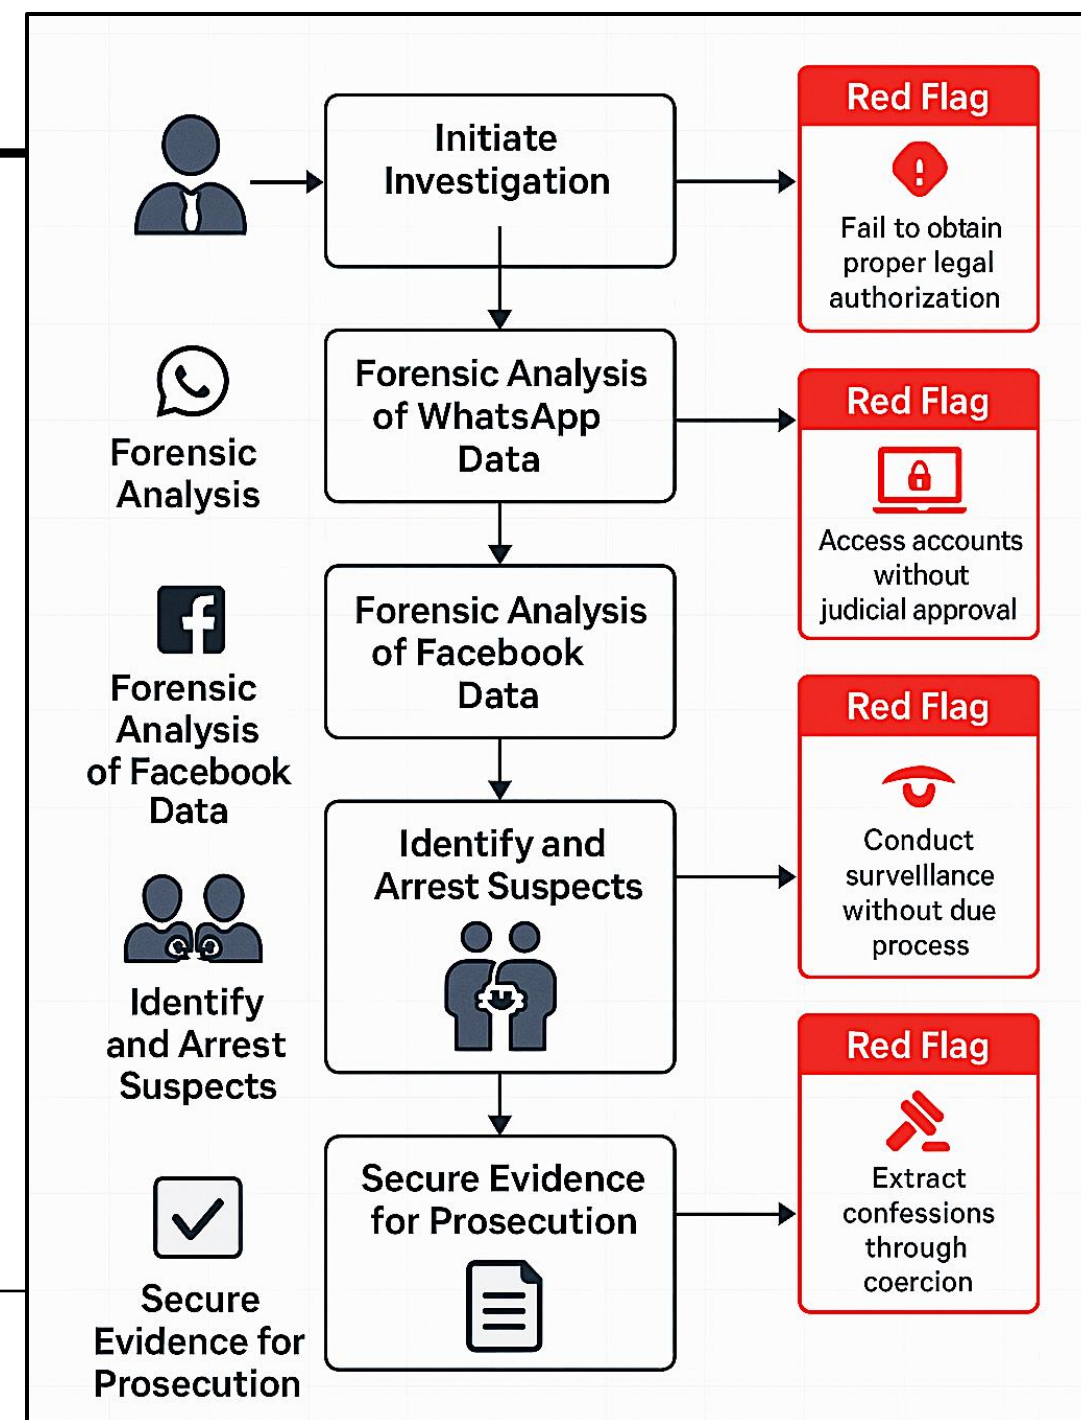 Initiate
Investigation
Red Flag
Fail to obtain
proper legal
authorization
Forensic
Analysis
Forensic Analysis
of WhatsApp
Data
Red Flag
Access accounts
without
judicial approval
Forensic
Analysis
of Facebook
Data
Forensic Analysis
of Facebook
Data
Red Flag
Conduct
survelllance
without due
process
Identify
and Arrest
Suspects
Identify and
Arrest Suspects
Red Flag
Extract
confessions
through
coercion
Secure
Evidence for
Prosecution
Secure Evidence
for Prosecution